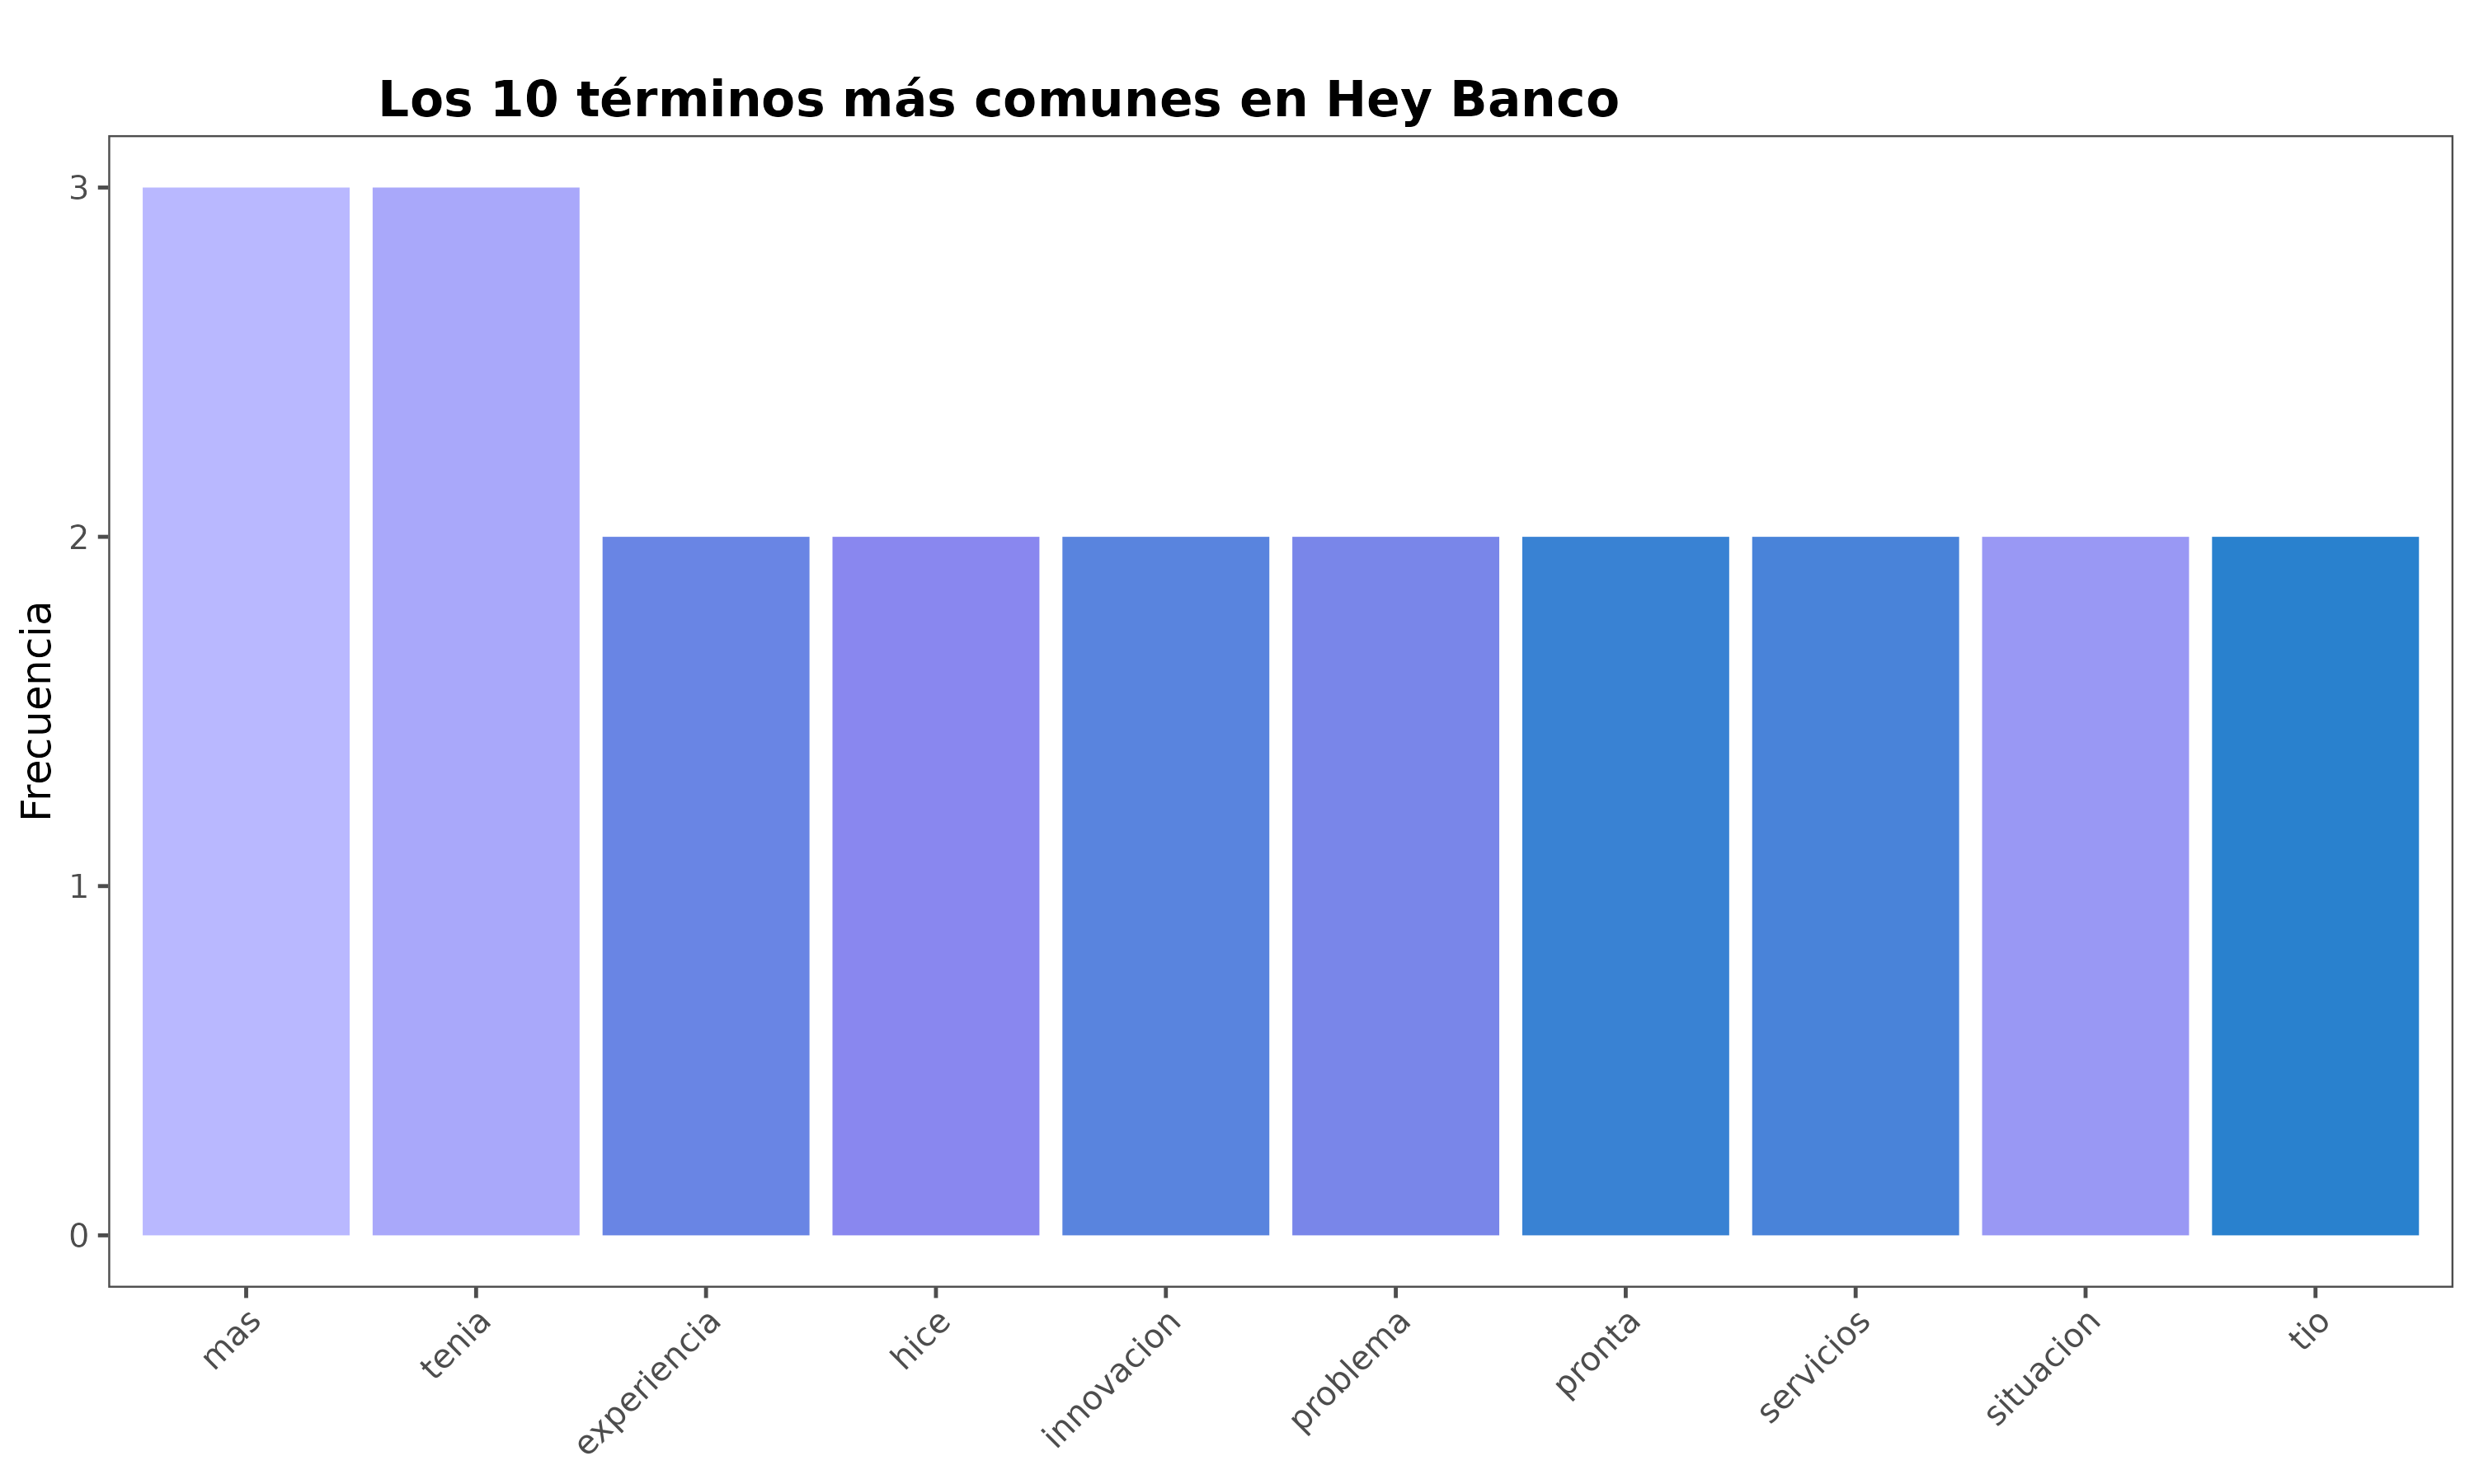 Los 10 términos más comunes en Hey Banco
Frecuencia
3
2
1
0
mas
tenia
experiencia
hice
innovacion
problema
pronta
servicios
situacion
tio